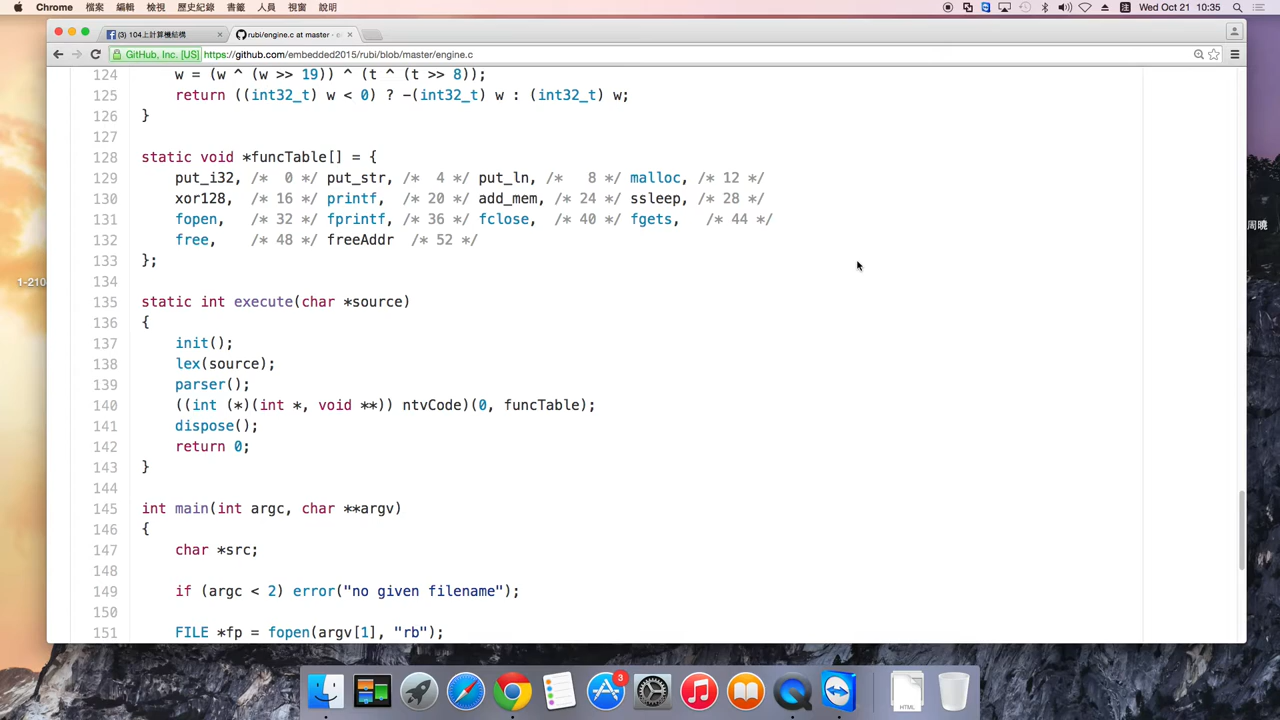 Chrome 檔案 編輯 檢視 歷史紀錄 書籤 人員 視窗 說明 注 Wed Oct 21 10:35
(3) 104上計算機結構 × rubi/engine.c at master · ×
GitHub, Inc. [US] https://github.com/embedded2015/rubi/blob/master/engine.c
124 w = (w ^ (w >> 19)) ^ (t ^ (t >> 8));
125 return ((int32_t) w < 0) ? -(int32_t) w : (int32_t) w;
126 }
127
128 static void *funcTable[] = {
129 put_i32, /* 0 */ put_str, /* 4 */ put_ln, /* 8 */ malloc, /* 12 */
130 xor128, /* 16 */ printf, /* 20 */ add_mem, /* 24 */ ssleep, /* 28 */
131 fopen, /* 32 */ fprintf, /* 36 */ fclose, /* 40 */ fgets, /* 44 */
132 free, /* 48 */ freeAddr /* 52 */
133 };
134
135 static int execute(char *source)
136 {
137 init();
138 lex(source);
139 parser();
140 ((int (*)(int *, void **)) ntvCode)(0, funcTable);
141 dispose();
142 return 0;
143 }
144
145 int main(int argc, char **argv)
146 {
147 char *src;
148
149 if (argc < 2) error("no given filename");
150
151 FILE *fp = fopen(argv[1], "rb");
周曉
1-210
3
HTML